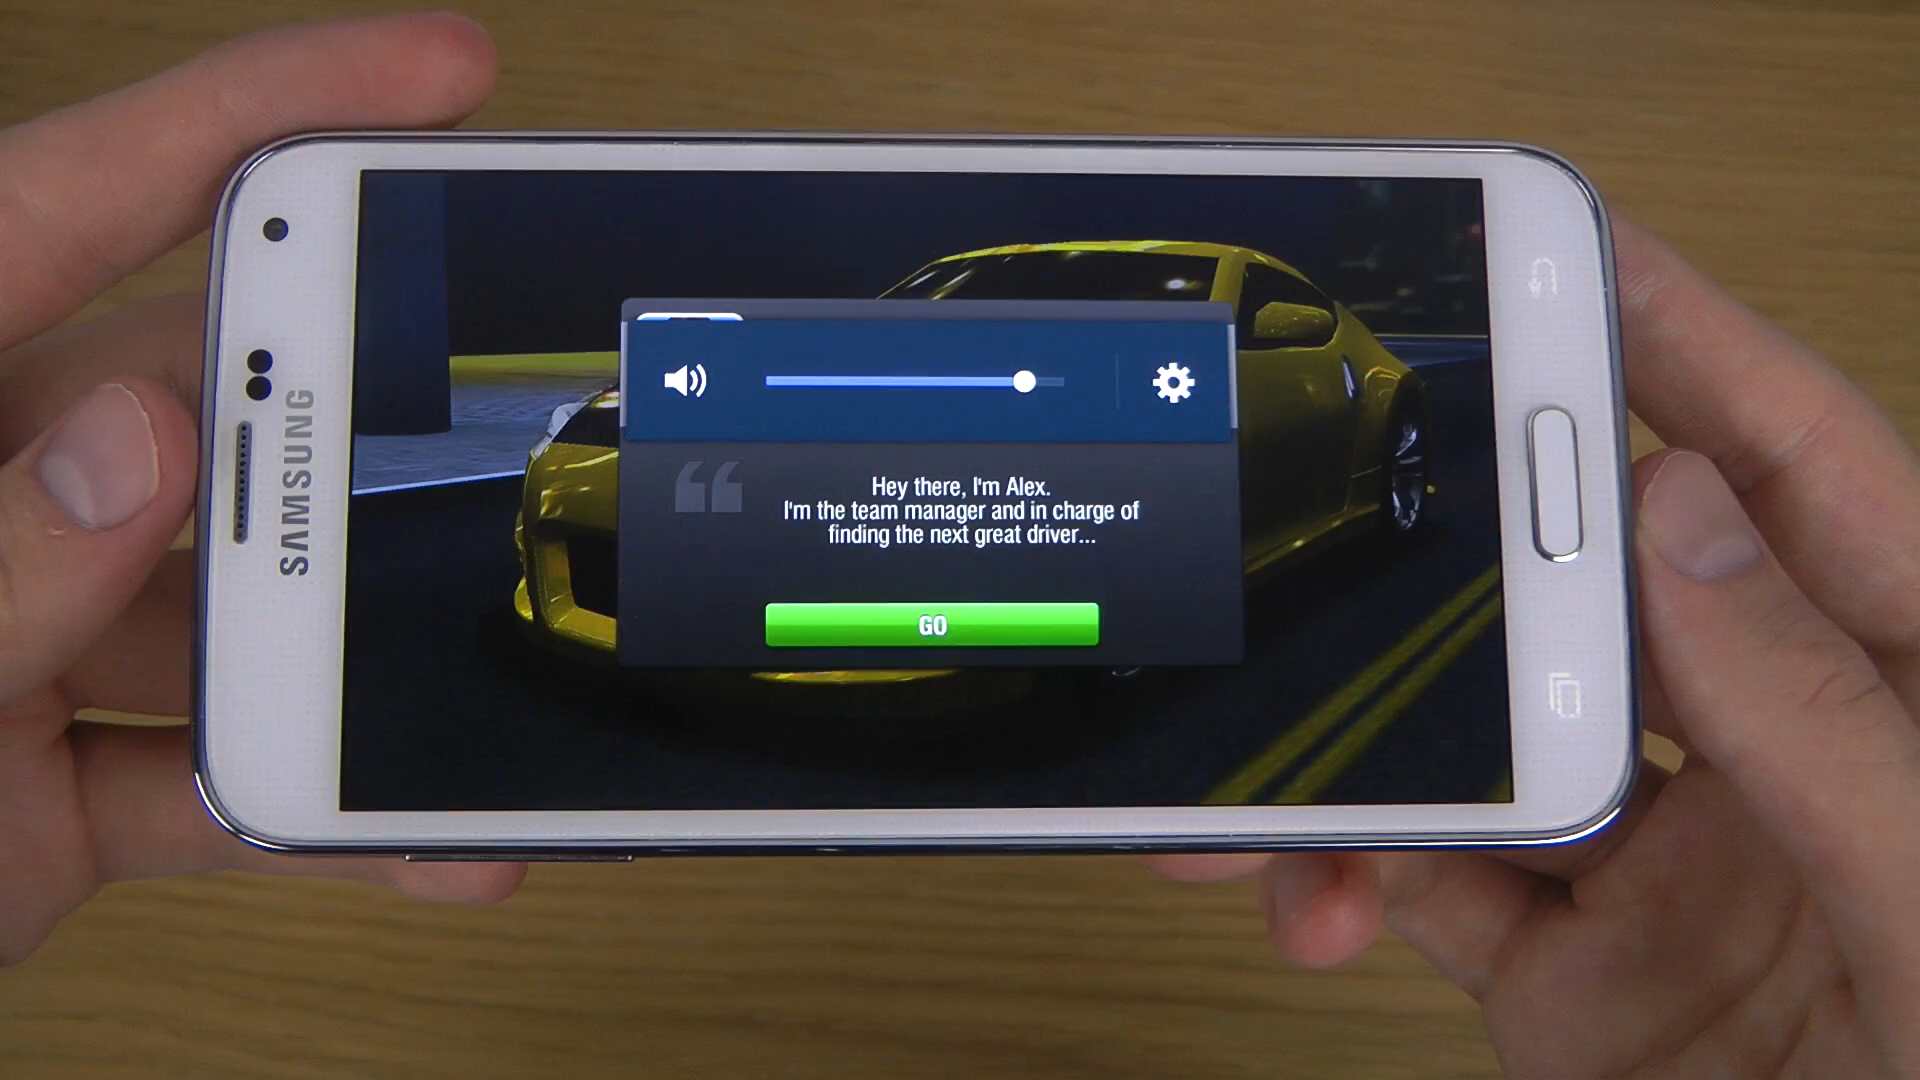 SAMSUNG
Hey there, I'm Alex.
I'm the team manager and in charge of
finding the next great driver...
GO